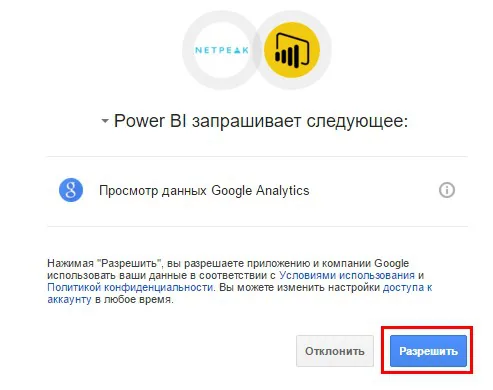 NETPEAK
Power BI запрашивает следующее:
Просмотр данных Google Analytics
Нажимая "Разрешить", вы разрешаете приложению и компании Google
использовать ваши данные в соответствии с Условиями использования и
Политикой конфиденциальности. Вы можете изменить настройки доступа к
аккаунту в любое время.
Отклонить Разрешить